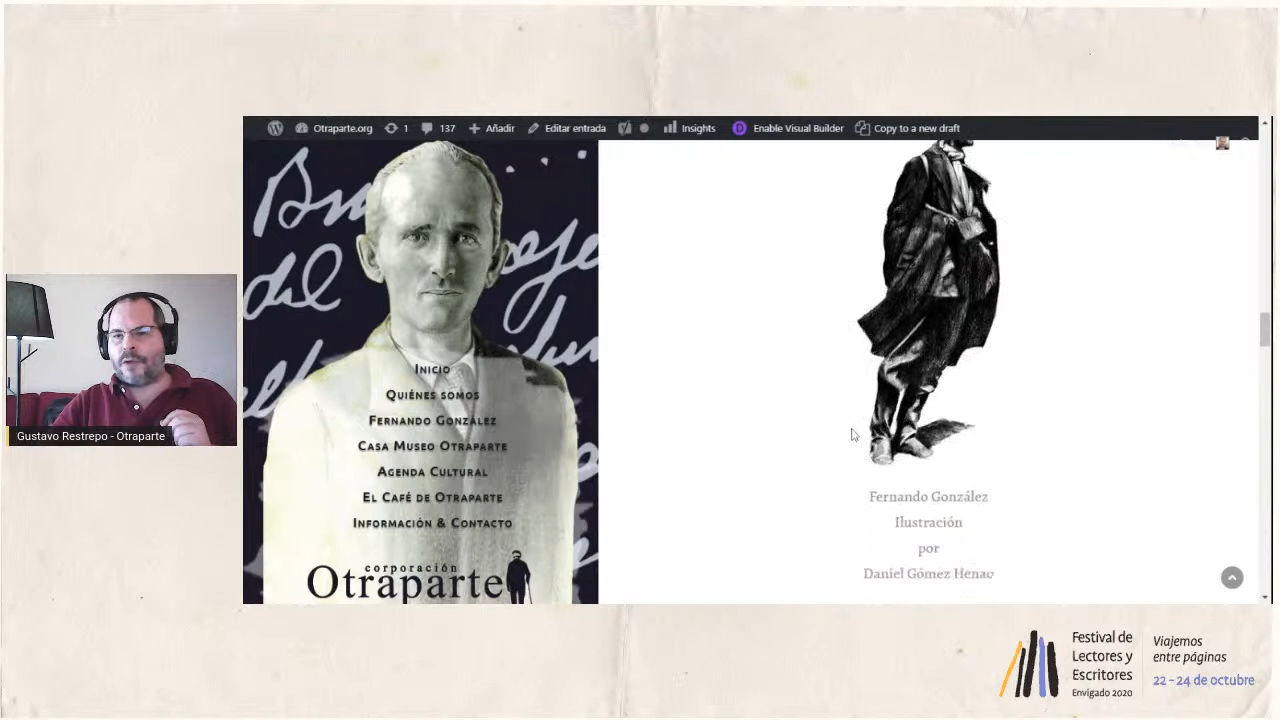 Otraparte.org 1 137 Añadir Editar entrada Insights D Enable Visual Builder Copy to a new draft
INICIO
QUIÉNES SOMOS
FERNANDO GONZÁLEZ
CASA MUSEO OTRAPARTE
AGENDA CULTURAL
EL CAFÉ DE OTRAPARTE
INFORMACIÓN & CONTACTO
corporación
Otraparte
Fernando González
Ilustración
por
Daniel Gómez Henao
Gustavo Restrepo - Otraparte
Festival de
Lectores y
Escritores
Envigado 2020
Viajemos
entre páginas
22 - 24 de octubre